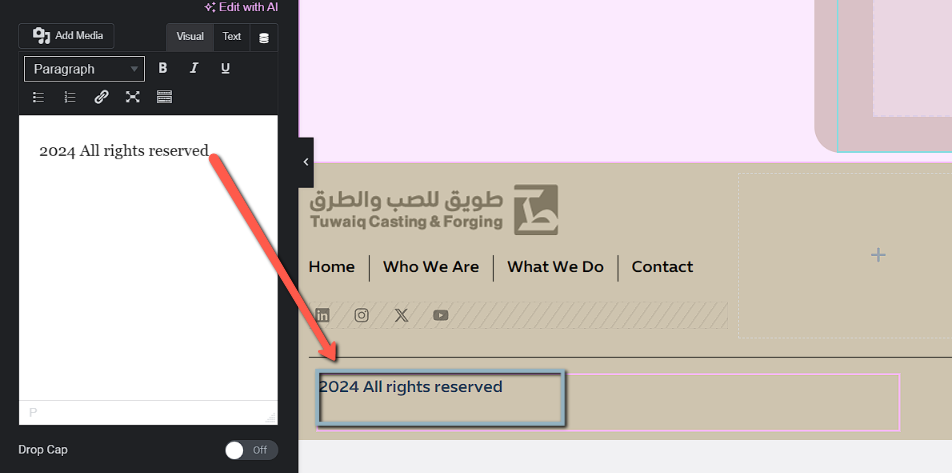 Edit with AI
Add Media
Visual
Text
Paragraph
B
I
U
2024 All rights reserved
P
Drop Cap
Off
طويق للصب والطرق
Tuwaiq Casting & Forging
Home
Who We Are
What We Do
Contact
2024 All rights reserved